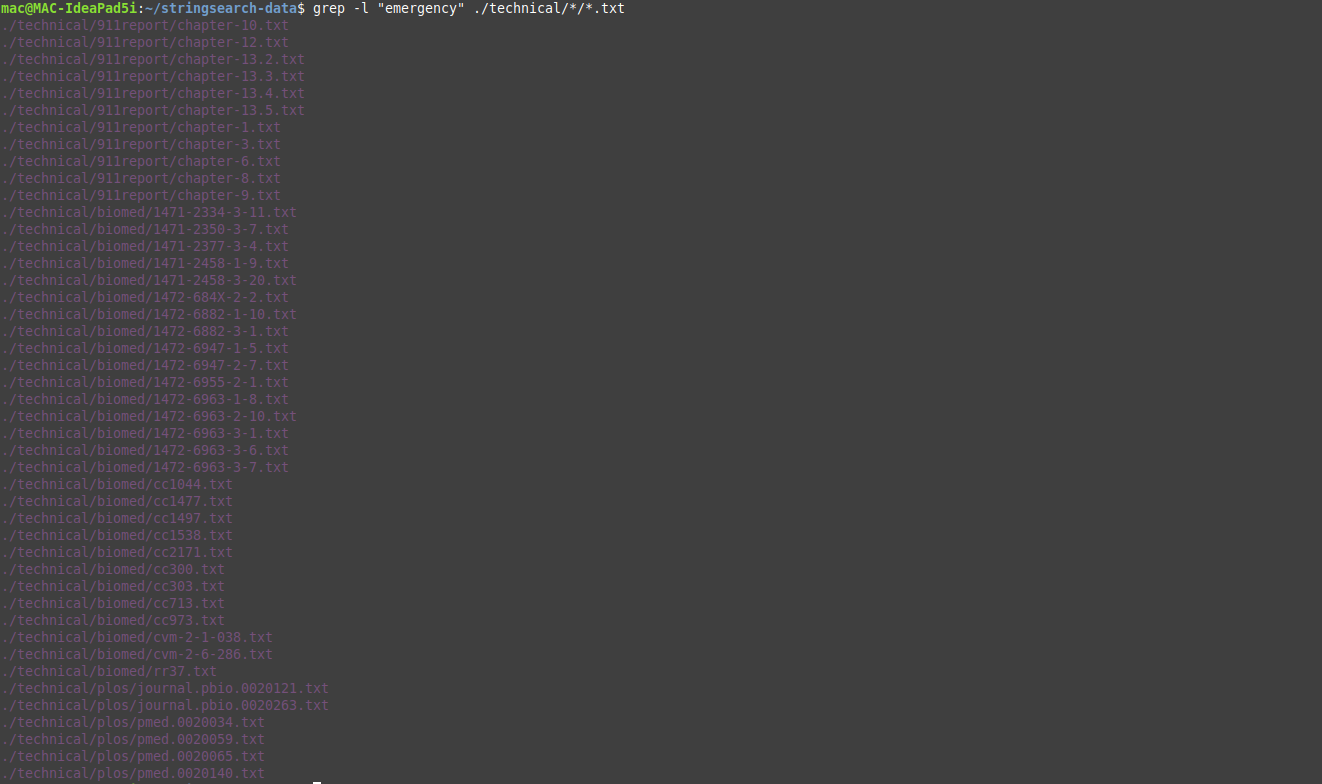 mac@MAC-IdeaPad5i:~/stringsearch-data$ grep -l "emergency" ./technical/*/*.txt
./technical/911report/chapter-10.txt
./technical/911report/chapter-12.txt
./technical/911report/chapter-13.2.txt
./technical/911report/chapter-13.3.txt
./technical/911report/chapter-13.4.txt
./technical/911report/chapter-13.5.txt
./technical/911report/chapter-1.txt
./technical/911report/chapter-3.txt
./technical/911report/chapter-6.txt
./technical/911report/chapter-8.txt
./technical/911report/chapter-9.txt
./technical/biomed/1471-2334-3-11.txt
./technical/biomed/1471-2350-3-7.txt
./technical/biomed/1471-2377-3-4.txt
./technical/biomed/1471-2458-1-9.txt
./technical/biomed/1471-2458-3-20.txt
./technical/biomed/1472-684X-2-2.txt
./technical/biomed/1472-6882-1-10.txt
./technical/biomed/1472-6882-3-1.txt
./technical/biomed/1472-6947-1-5.txt
./technical/biomed/1472-6947-2-7.txt
./technical/biomed/1472-6955-2-1.txt
./technical/biomed/1472-6963-1-8.txt
./technical/biomed/1472-6963-2-10.txt
./technical/biomed/1472-6963-3-1.txt
./technical/biomed/1472-6963-3-6.txt
./technical/biomed/1472-6963-3-7.txt
./technical/biomed/cc1044.txt
./technical/biomed/cc1477.txt
./technical/biomed/cc1497.txt
./technical/biomed/cc1538.txt
./technical/biomed/cc2171.txt
./technical/biomed/cc300.txt
./technical/biomed/cc303.txt
./technical/biomed/cc713.txt
./technical/biomed/cc973.txt
./technical/biomed/cvm-2-1-038.txt
./technical/biomed/cvm-2-6-286.txt
./technical/biomed/rr37.txt
./technical/plos/journal.pbio.0020121.txt
./technical/plos/journal.pbio.0020263.txt
./technical/plos/pmed.0020034.txt
./technical/plos/pmed.0020059.txt
./technical/plos/pmed.0020065.txt
./technical/plos/pmed.0020140.txt